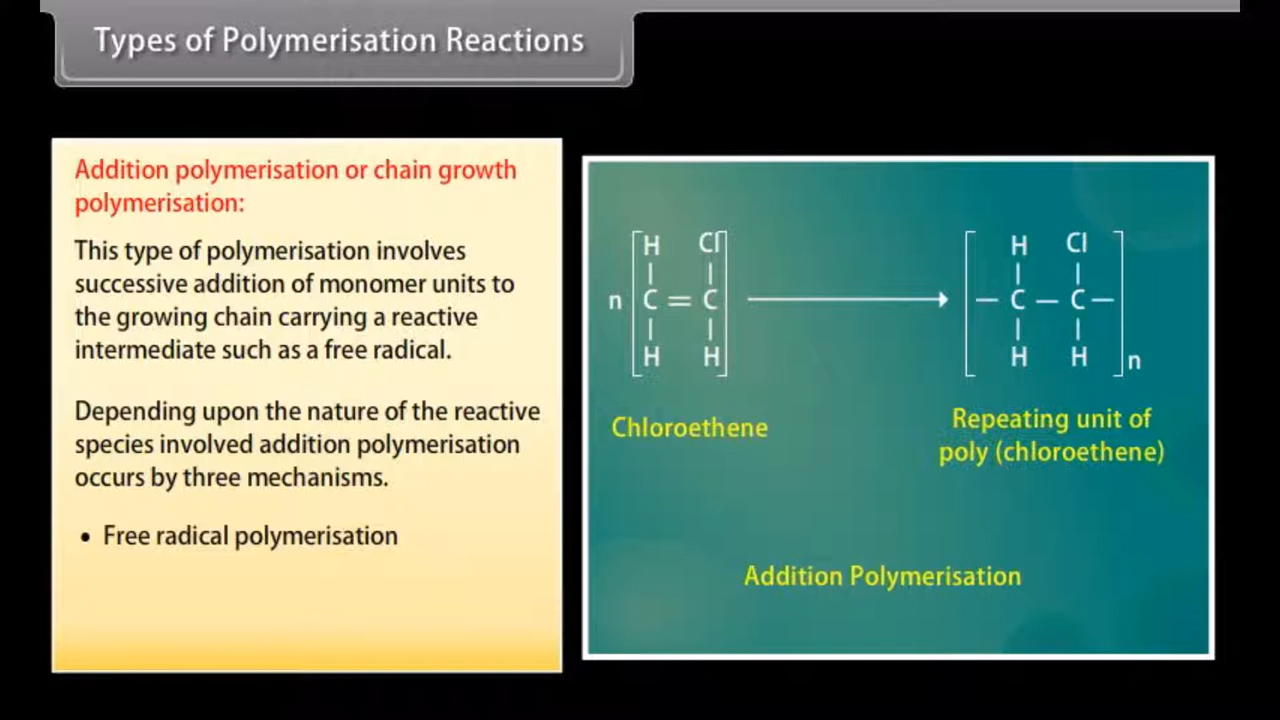 Types of Polymerisation Reactions
Addition polymerisation or chain growth
polymerisation:
This type of polymerisation involves
successive addition of monomer units to
the growing chain carrying a reactive
intermediate such as a free radical.
Depending upon the nature of the reactive
species involved addition polymerisation
occurs by three mechanisms.
• Free radical polymerisation
H Cl
n C = C
H H
H Cl
— C — C —
H H
n
Chloroethene
Repeating unit of
poly (chloroethene)
Addition Polymerisation